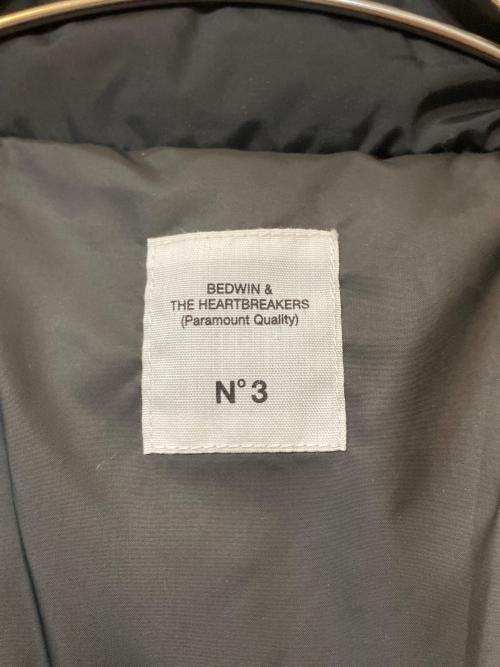 BEDWIN &
THE HEARTBREAKERS
(Paramount Quality)
N° 3